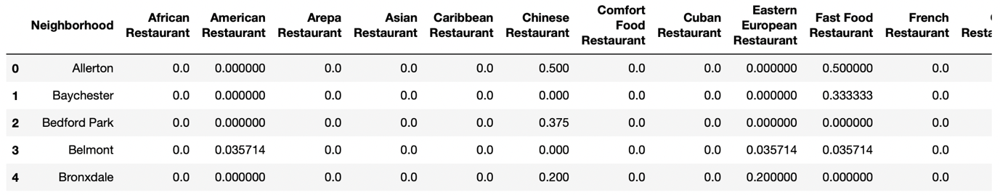 Neighborhood African Restaurant American Restaurant Arepa Restaurant Asian Restaurant Caribbean Restaurant Chinese Restaurant Comfort Food Restaurant Cuban Restaurant Eastern European Restaurant Fast Food Restaurant French Restaurant
0 Allerton 0.0 0.000000 0.0 0.0 0.0 0.500 0.0 0.0 0.000000 0.500000 0.0
1 Baychester 0.0 0.000000 0.0 0.0 0.0 0.000 0.0 0.0 0.000000 0.333333 0.0
2 Bedford Park 0.0 0.000000 0.0 0.0 0.0 0.375 0.0 0.0 0.000000 0.000000 0.0
3 Belmont 0.0 0.035714 0.0 0.0 0.0 0.000 0.0 0.0 0.035714 0.035714 0.0
4 Bronxdale 0.0 0.000000 0.0 0.0 0.0 0.200 0.0 0.0 0.200000 0.000000 0.0